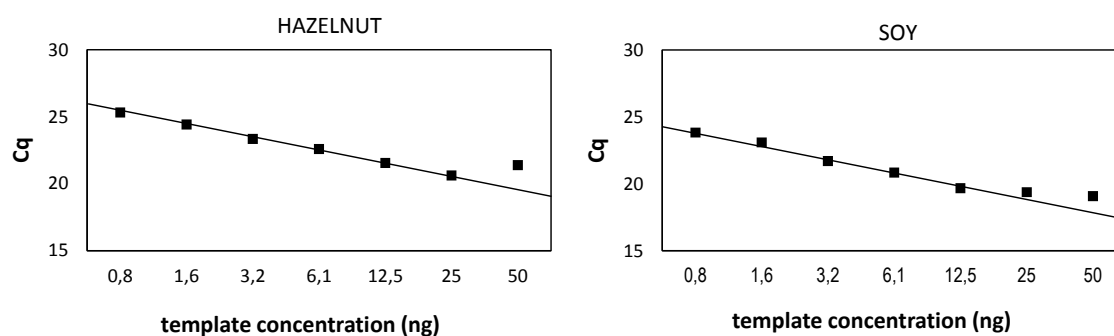 HAZELNUT
30
25
20
15
Cq
0,8 1,6 3,2 6,1 12,5 25 50
template concentration (ng)
SOY
30
25
20
15
Cq
0,8 1,6 3,2 6,1 12,5 25 50
template concentration (ng)